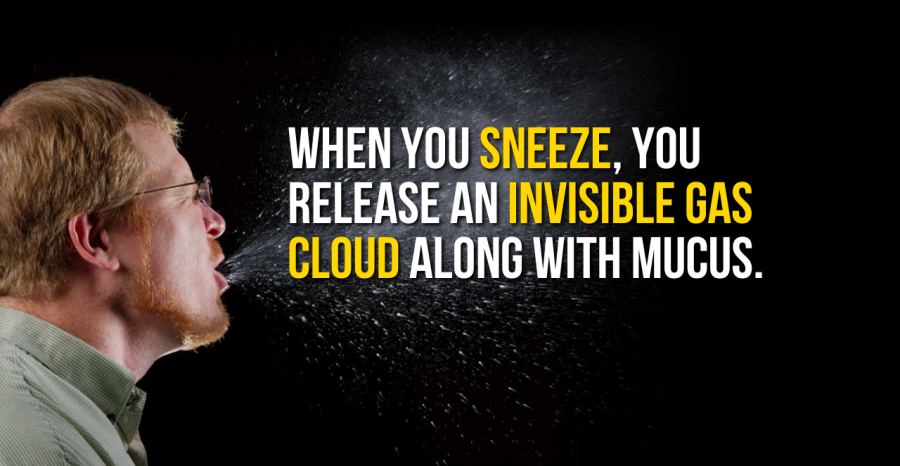 WHEN YOU SNEEZE, YOU
RELEASE AN INVISIBLE GAS
CLOUD ALONG WITH MUCUS.